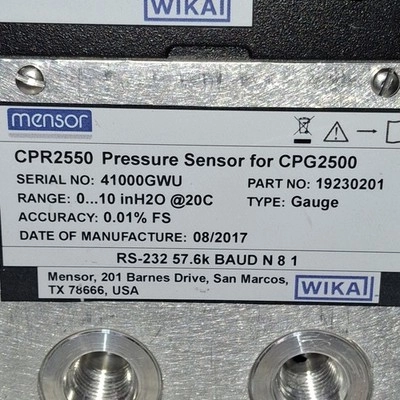 WIKAI
mensor
CPR2550 Pressure Sensor for CPG2500
SERIAL NO: 41000GWU PART NO: 19230201
RANGE: 0...10 inH2O @20C TYPE: Gauge
ACCURACY: 0.01% FS
DATE OF MANUFACTURE: 08/2017
RS-232 57.6k BAUD N 8 1
Mensor, 201 Barnes Drive, San Marcos,
TX 78666, USA
WIKAI